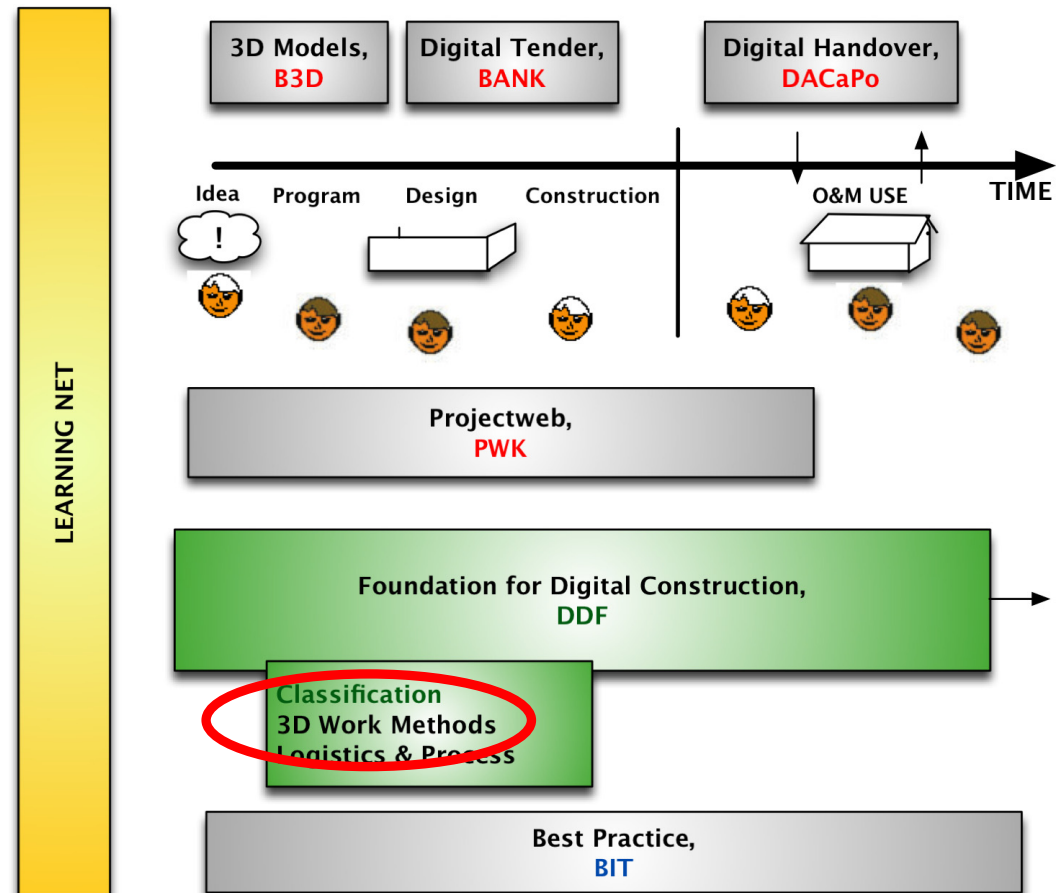 3D Models,
B3D
Digital Tender,
BANK
Digital Handover,
DACaPo
Idea
Program
Design
Construction
O&M USE
TIME
!
LEARNING NET
Projectweb,
PWK
Foundation for Digital Construction,
DDF
Classification
3D Work Methods
Logistics & Process
Best Practice,
BIT